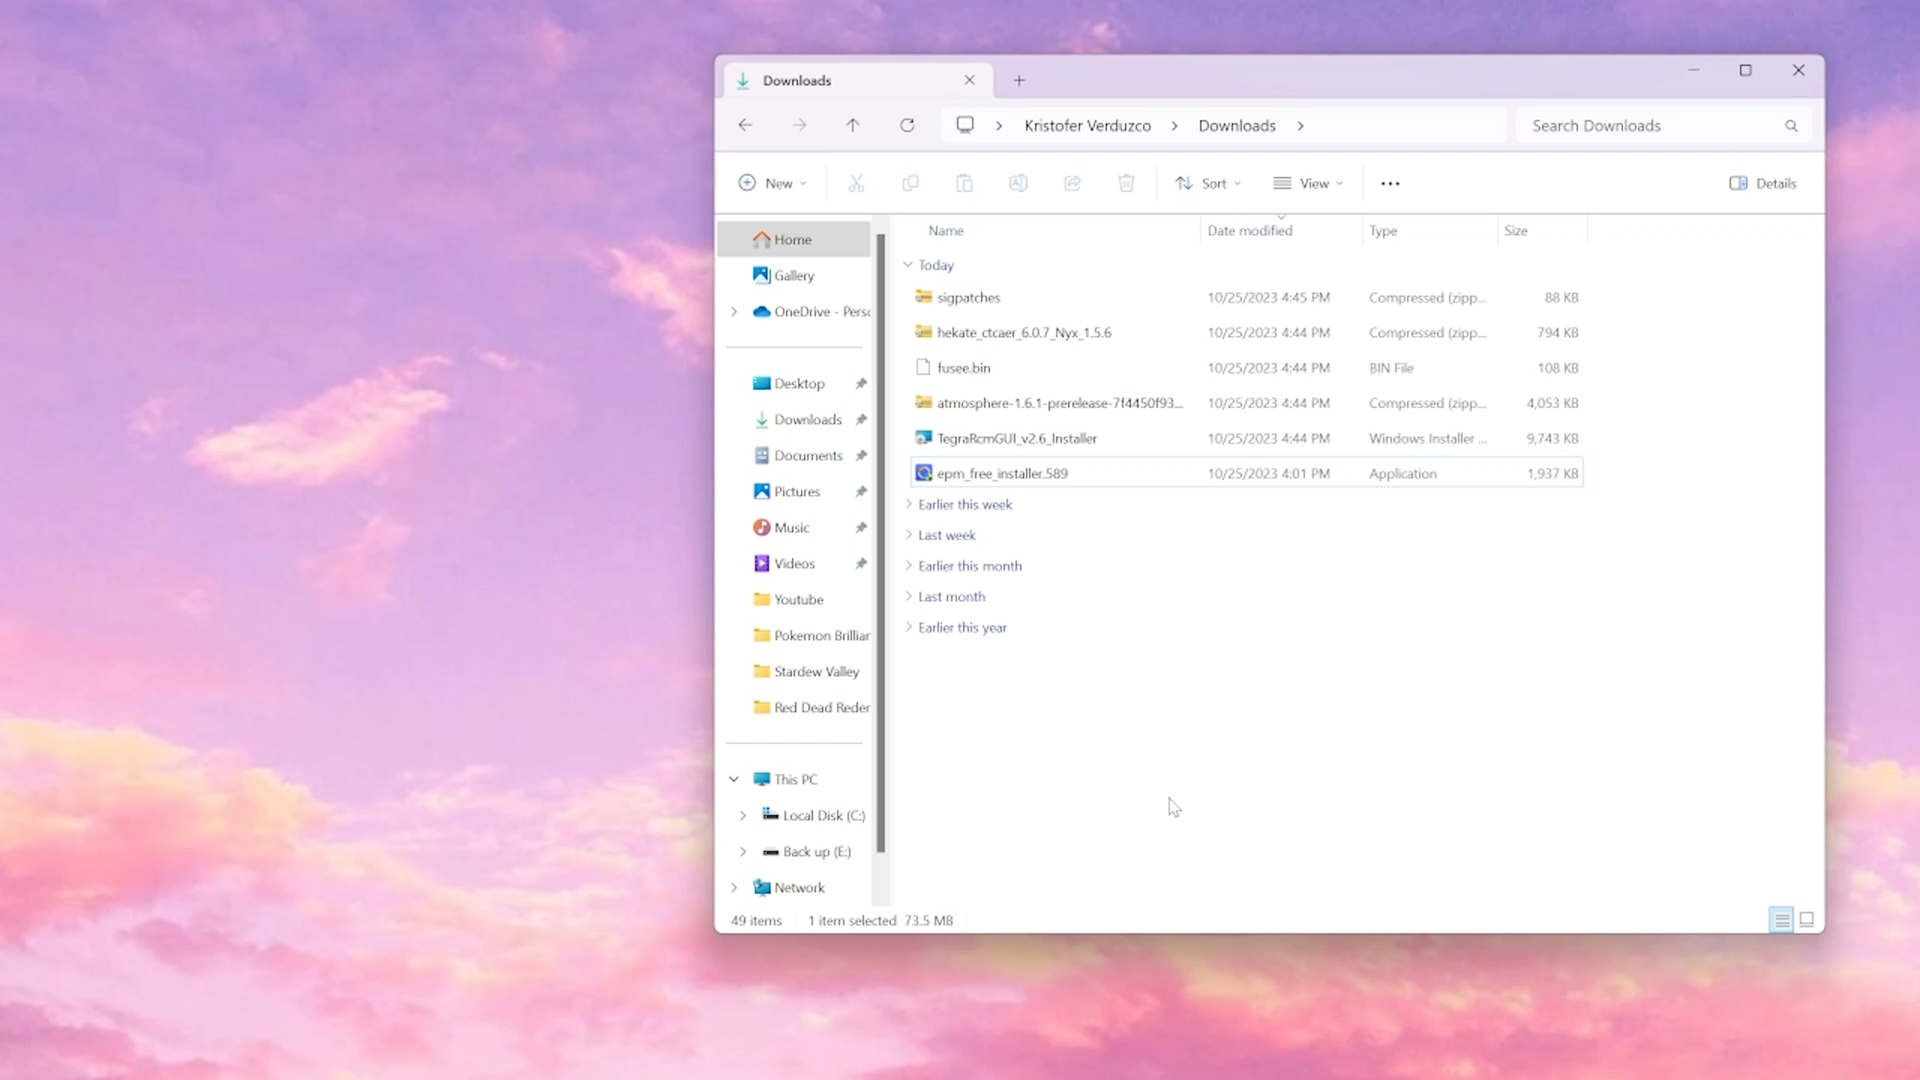 Downloads
Kristofer Verduzco Downloads Search Downloads
New Sort View Details
Name Date modified Type Size
Home
Gallery
OneDrive - Perso
Desktop
Downloads
Documents
Pictures
Music
Videos
Youtube
Pokemon Brillian
Stardew Valley
Red Dead Reder
This PC
Local Disk (C:)
Back up (E:)
Network
Today
sigpatches 10/25/2023 4:45 PM Compressed (zipp... 88 KB
hekate_ctcaer_6.0.7_Nyx_1.5.6 10/25/2023 4:44 PM Compressed (zipp... 794 KB
fusee.bin 10/25/2023 4:44 PM BIN File 108 KB
atmosphere-1.6.1-prerelease-7f4450f93... 10/25/2023 4:44 PM Compressed (zipp... 4,053 KB
TegraRcmGUI_v2.6_Installer 10/25/2023 4:44 PM Windows Installer ... 9,743 KB
epm_free_installer.589 10/25/2023 4:01 PM Application 1,937 KB
Earlier this week
Last week
Earlier this month
Last month
Earlier this year
49 items 1 item selected 73.5 MB